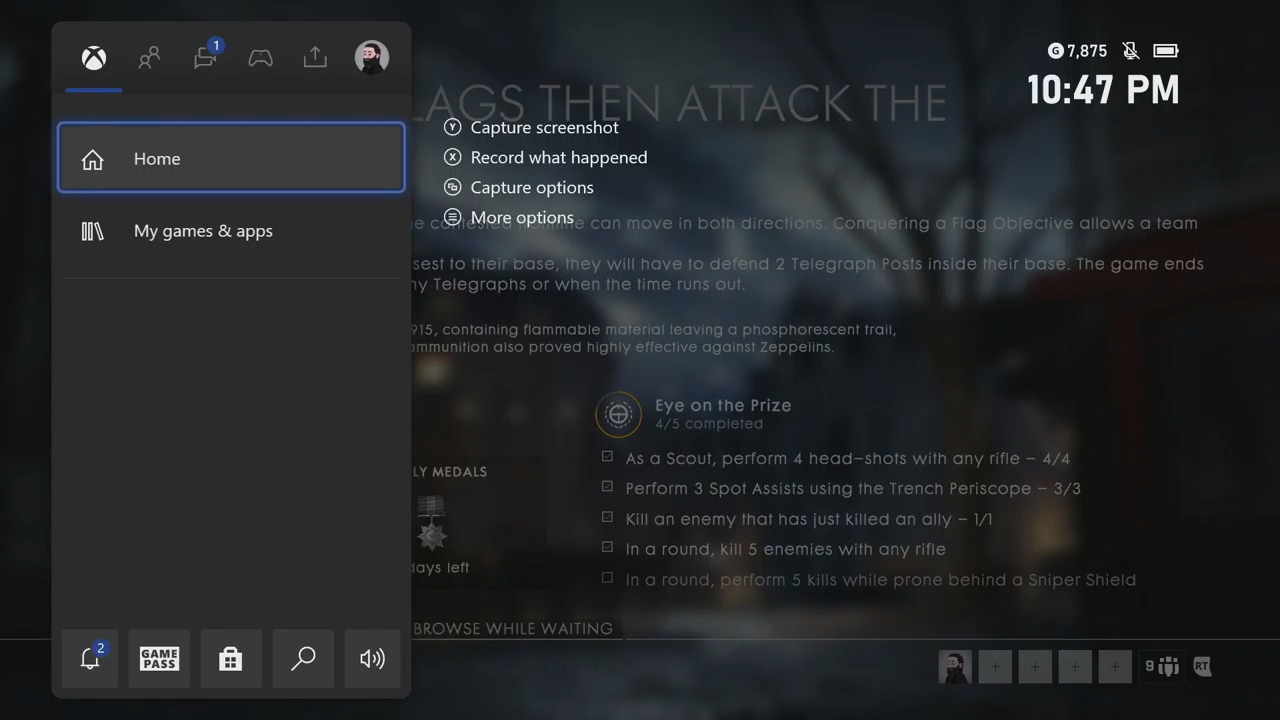 1
G 7,875
10:47 PM
Home
My games & apps
LAGS THEN ATTACK THE
Y Capture screenshot
X Record what happened
Capture options
More options
can move in both directions. Conquering a Flag Objective allows a team
sest to their base, they will have to defend 2 Telegraph Posts inside their base. The game ends
ny Telegraphs or when the time runs out.
915, containing flammable material leaving a phosphorescent trail,
ammunition also proved highly effective against Zeppelins.
Eye on the Prize
4/5 completed
LY MEDALS
days left
As a Scout, perform 4 head-shots with any rifle - 4/4
Perform 3 Spot Assists using the Trench Periscope - 3/3
Kill an enemy that has just killed an ally - 1/1
In a round, kill 5 enemies with any rifle
In a round, perform 5 kills while prone behind a Sniper Shield
BROWSE WHILE WAITING
2
GAME
PASS
9
RT